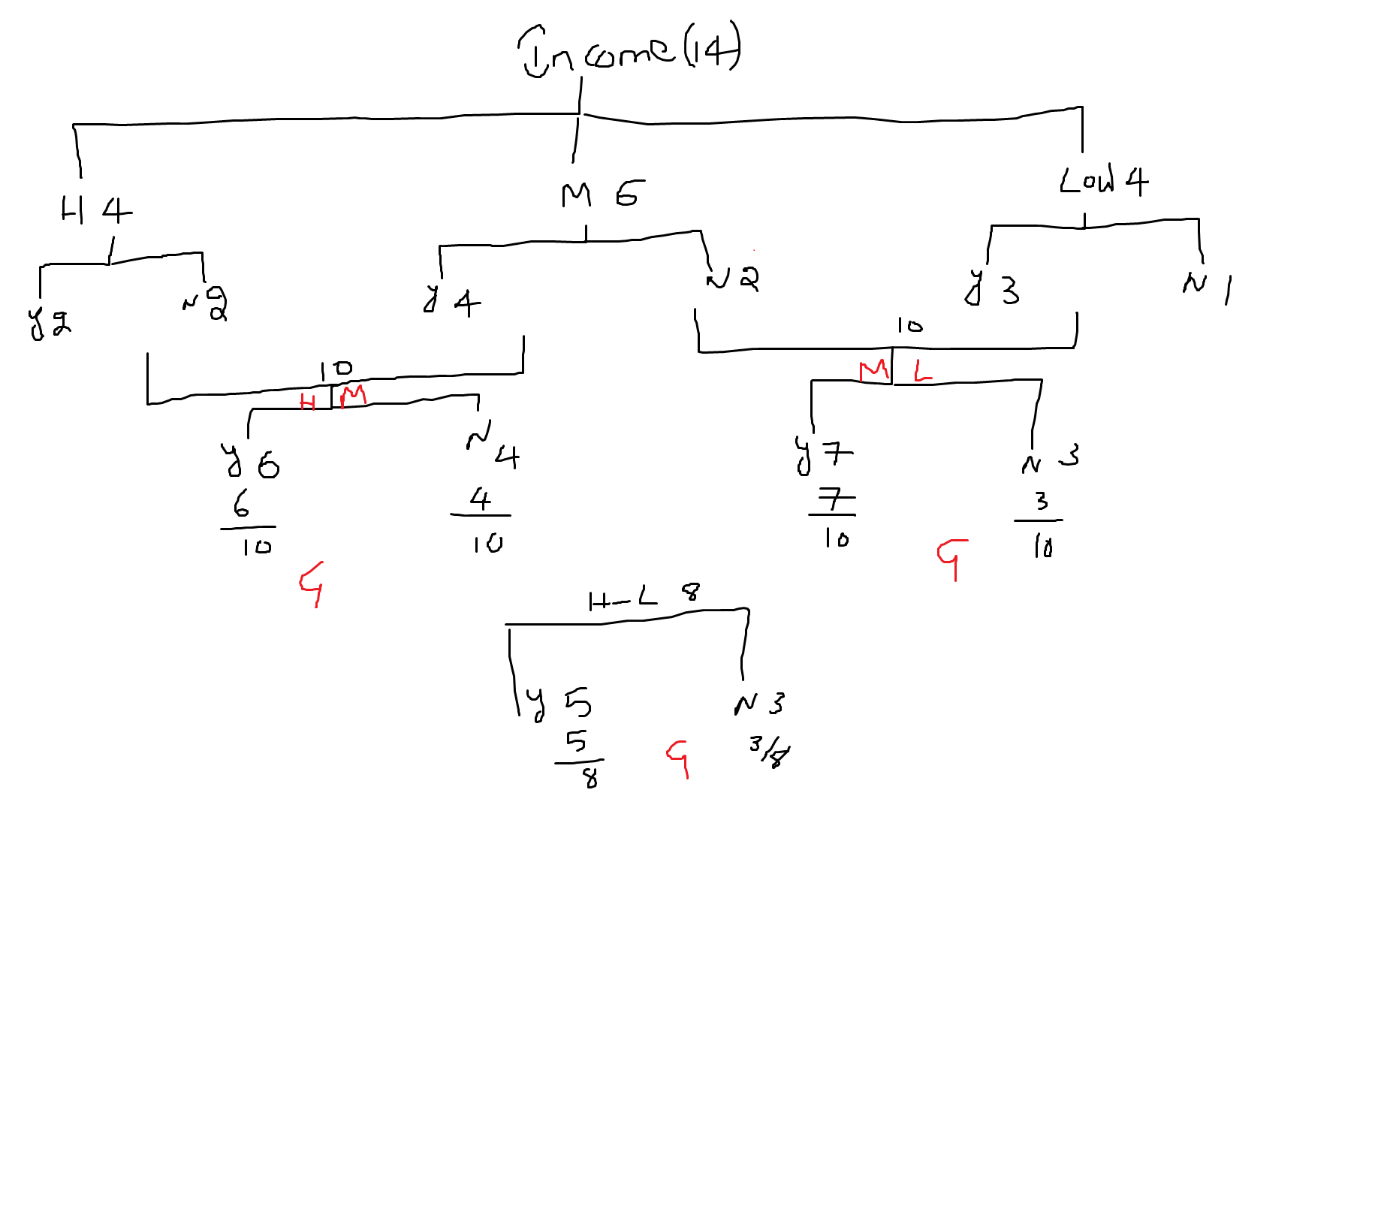 Income(14)
H 4 M 6 Low 4
Y 2 N 2 Y 4 N 2 Y 3 N 1
10 10
H M M L
Y 6 N 4 Y 7 N 3
6/10 4/10 7/10 3/10
G G
H-L 8
Y 5 N 3
5/8 G 3/8